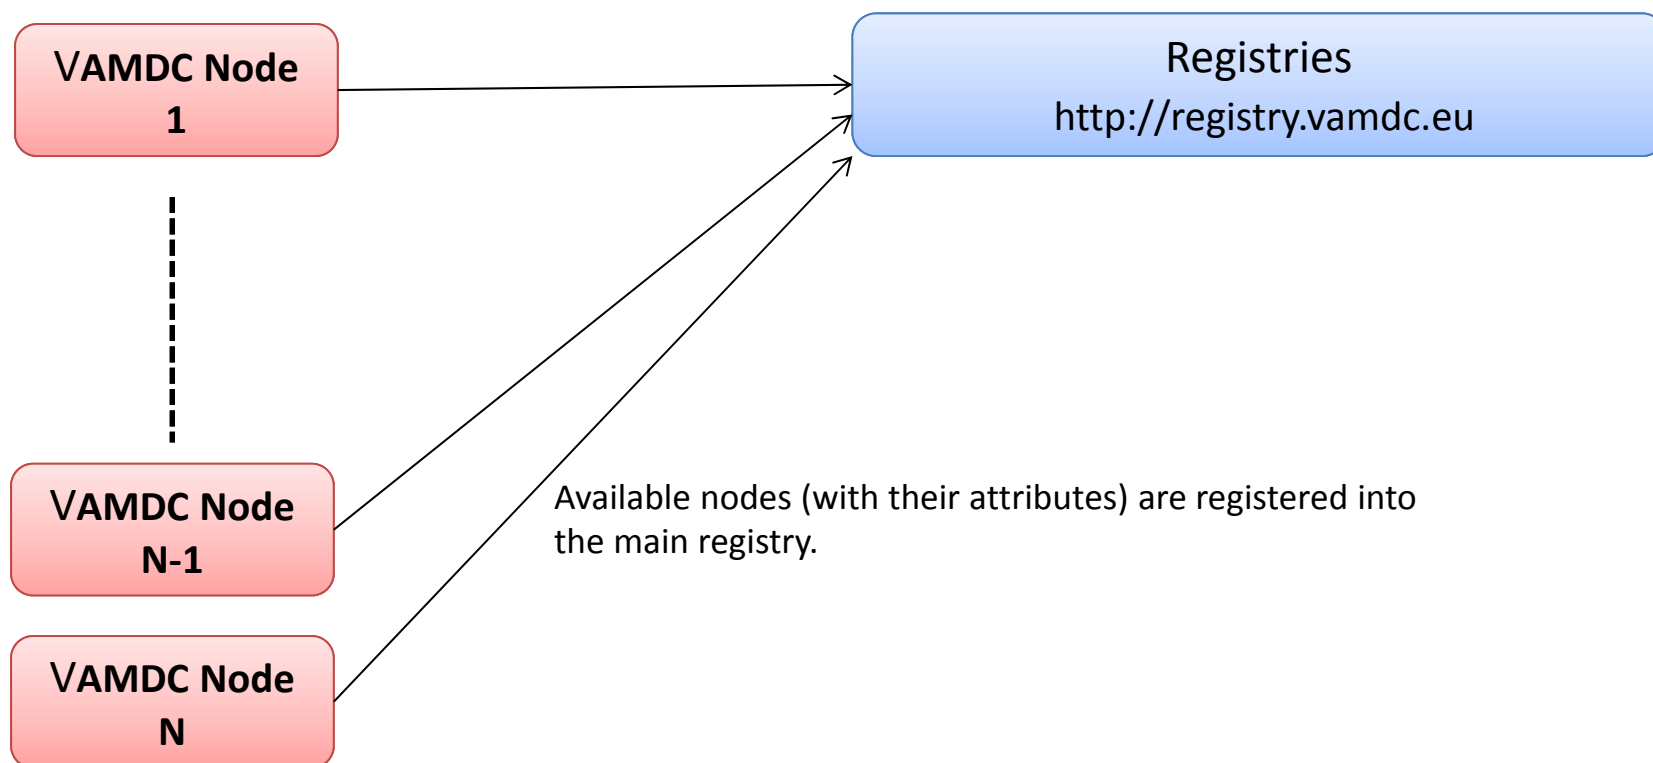 VAMDC Node
1
Registries
http://registry.vamdc.eu
VAMDC Node
N-1
Available nodes (with their attributes) are registered into
the main registry.
VAMDC Node
N